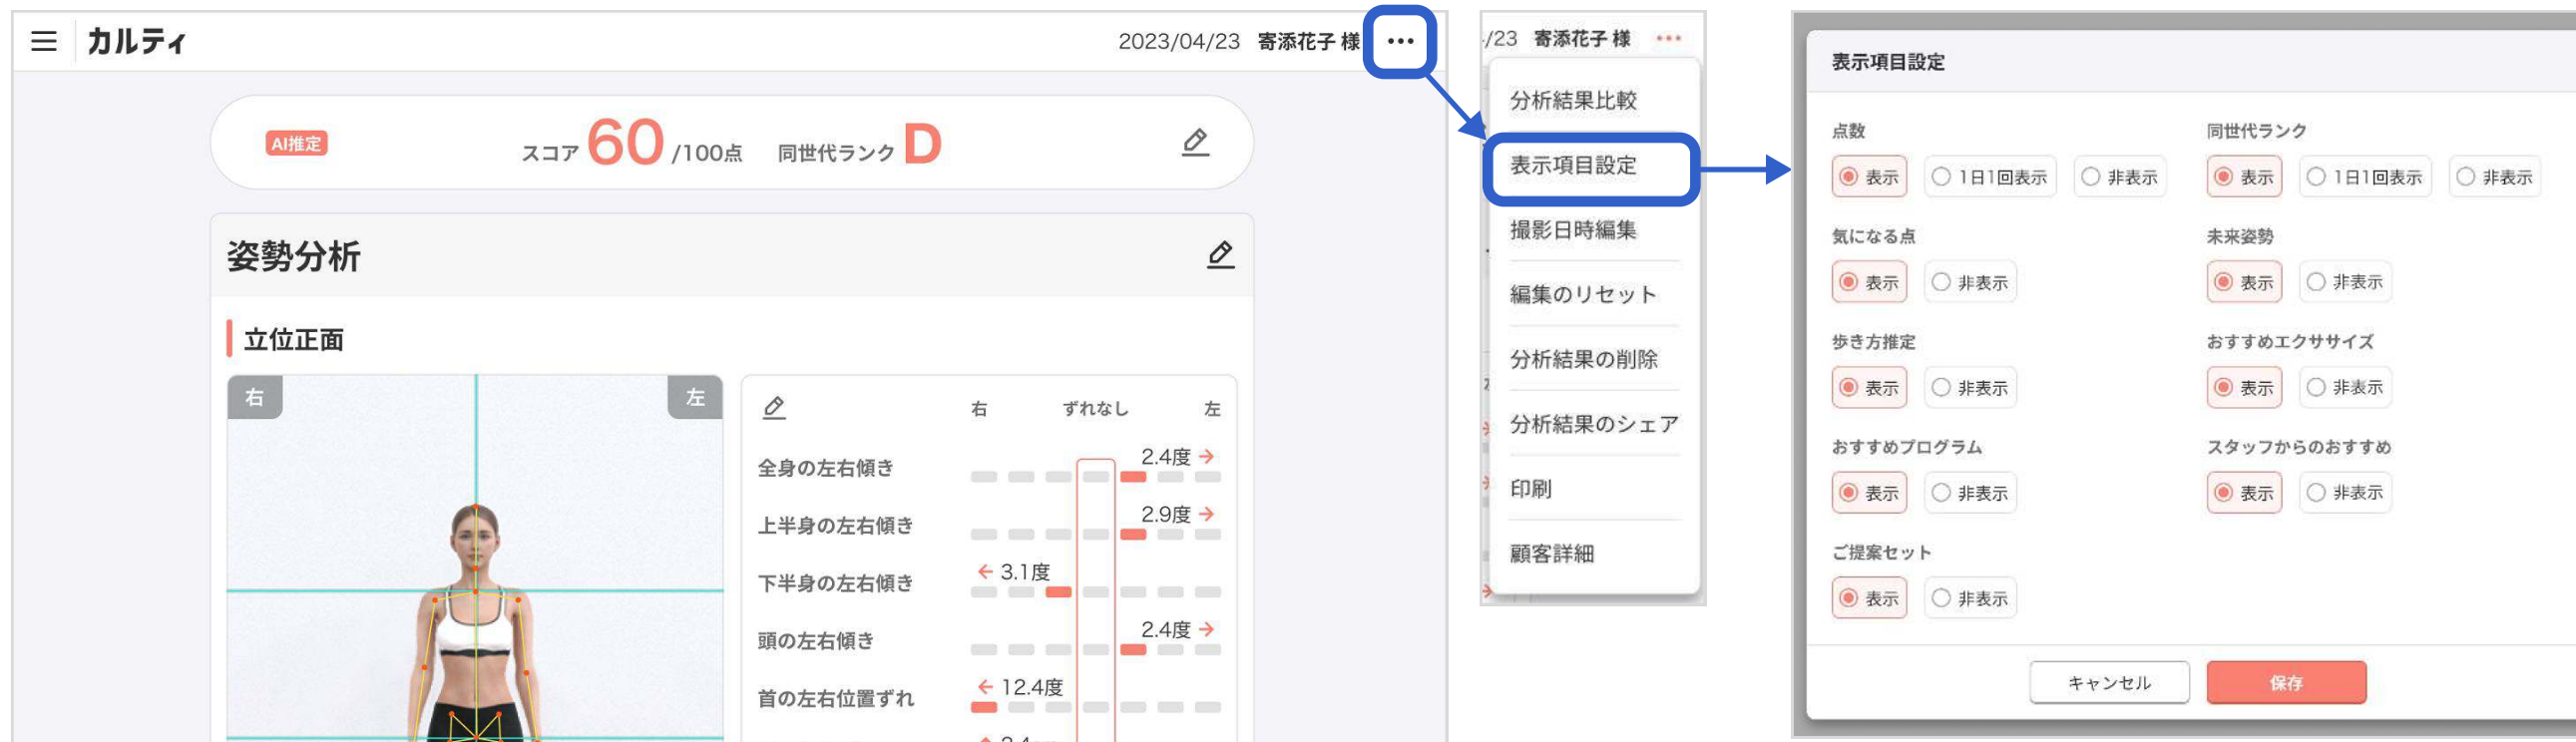 カルティ
2023/04/23 寄添花子 様
AI推定
スコア 60 /100点 同世代ランク D
姿勢分析
立位正面
右 左
右 ずれなし 左
全身の左右傾き 2.4度
上半身の左右傾き 2.9度
下半身の左右傾き 3.1度
頭の左右傾き 2.4度
首の左右位置ずれ 12.4度
/23 寄添花子 様
分析結果比較
表示項目設定
撮影日時編集
編集のリセット
分析結果の削除
分析結果のシェア
印刷
顧客詳細
表示項目設定
点数 同世代ランク
表示 1日1回表示 非表示 表示 1日1回表示 非表示
気になる点 未来姿勢
表示 非表示 表示 非表示
歩き方推定 おすすめエクササイズ
表示 非表示 表示 非表示
おすすめプログラム スタッフからのおすすめ
表示 非表示 表示 非表示
ご提案セット
表示 非表示
キャンセル 保存